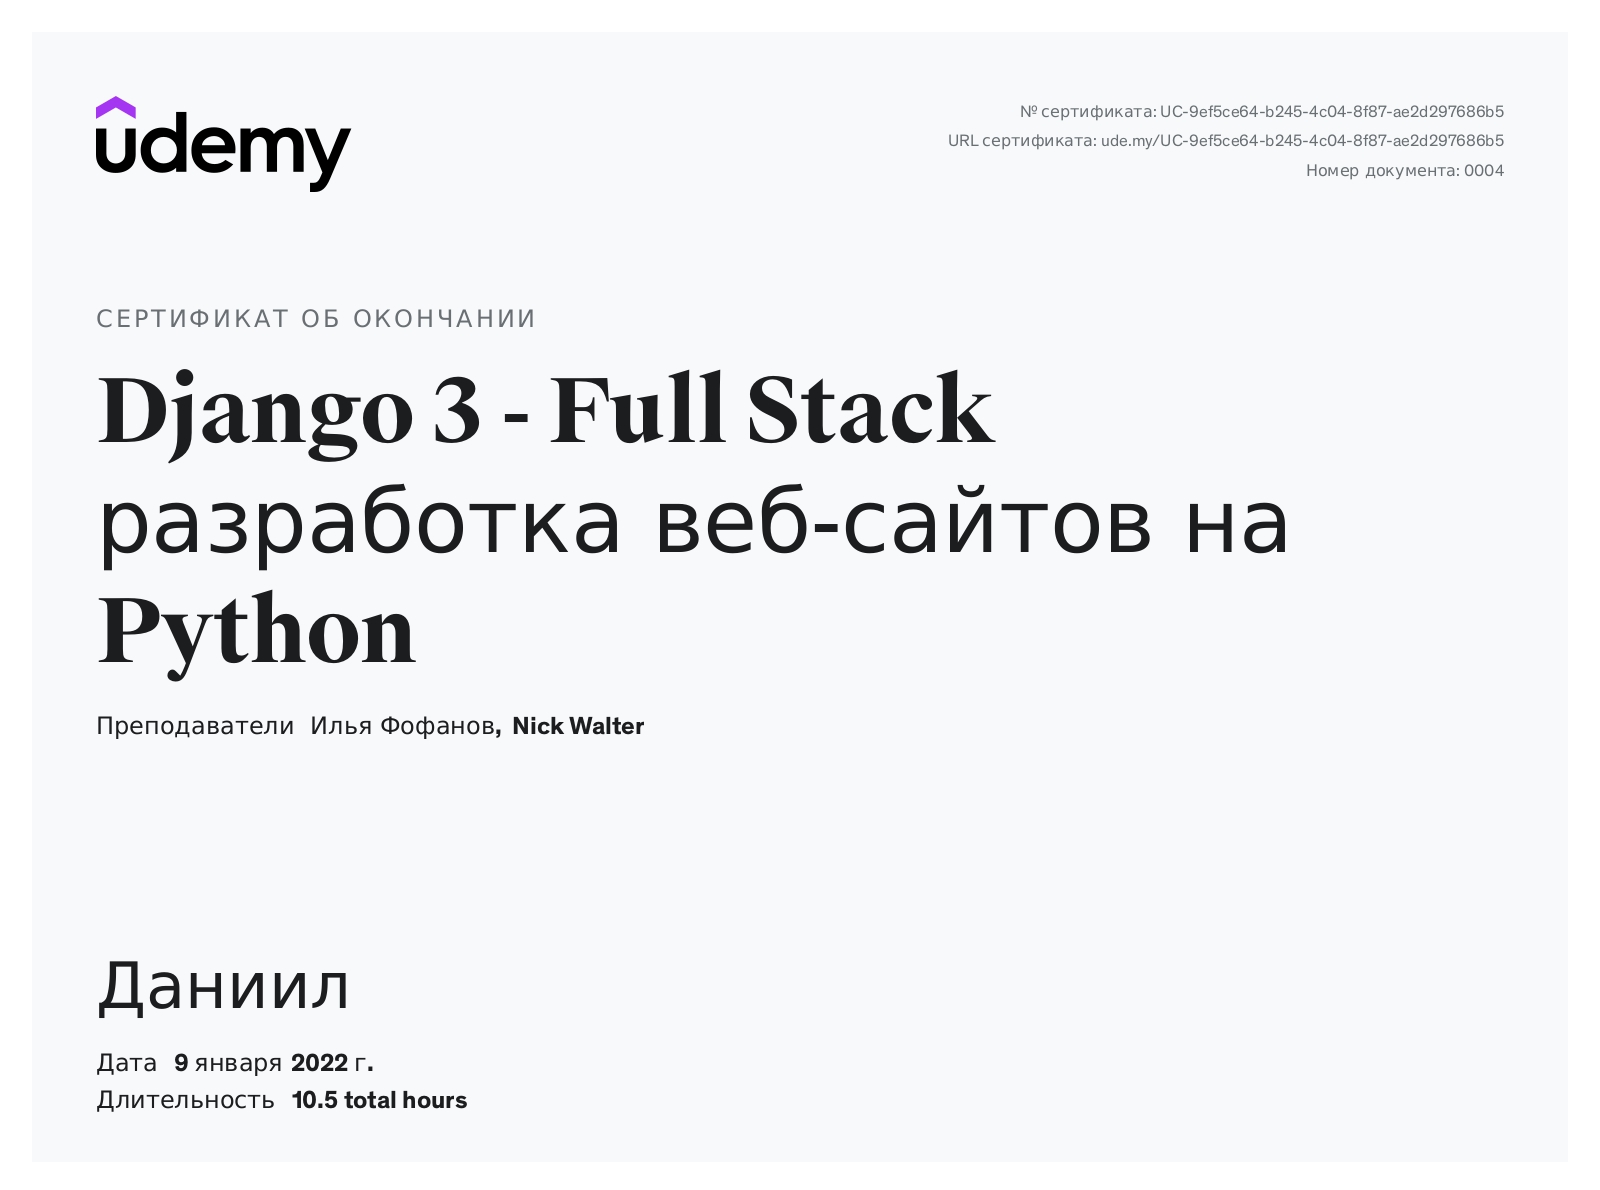 udemy
№ сертификата: UC-9ef5ce64-b245-4c04-8f87-ae2d297686b5
URL сертификата: ude.my/UC-9ef5ce64-b245-4c04-8f87-ae2d297686b5
Номер документа: 0004
СЕРТИФИКАТ ОБ ОКОНЧАНИИ
Django 3 - Full Stack
разработка веб-сайтов на
Python
Преподаватели Илья Фофанов, Nick Walter
Даниил
Дата 9 января 2022 г.
Длительность 10.5 total hours